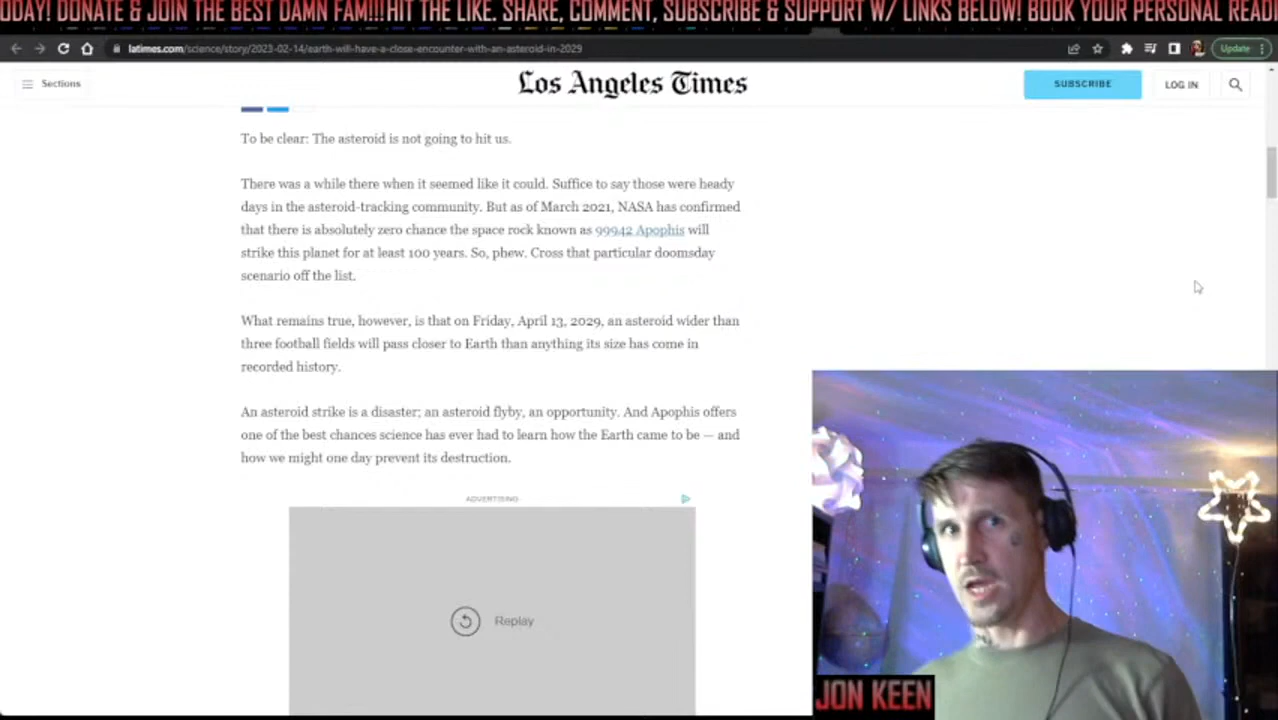 ODAY! DONATE & JOIN THE BEST DAMN FAM!!!HIT THE LIKE. SHARE, COMMENT, SUBSCRIBE & SUPPORT W/ LINKS BELOW! BOOK YOUR PERSONAL READI
latimes.com/science/story/2023-02-14/earth-will-have-a-close-encounter-with-an-asteroid-in-2029
Update
Sections
Los Angeles Times
SUBSCRIBE
LOG IN
To be clear: The asteroid is not going to hit us.
There was a while there when it seemed like it could. Suffice to say those were heady
days in the asteroid-tracking community. But as of March 2021, NASA has confirmed
that there is absolutely zero chance the space rock known as 99942 Apophis will
strike this planet for at least 100 years. So, phew. Cross that particular doomsday
scenario off the list.
What remains true, however, is that on Friday, April 13, 2029, an asteroid wider than
three football fields will pass closer to Earth than anything its size has come in
recorded history.
An asteroid strike is a disaster; an asteroid flyby, an opportunity. And Apophis offers
one of the best chances science has ever had to learn how the Earth came to be — and
how we might one day prevent its destruction.
ADVERTISING
Replay
JON KEEN